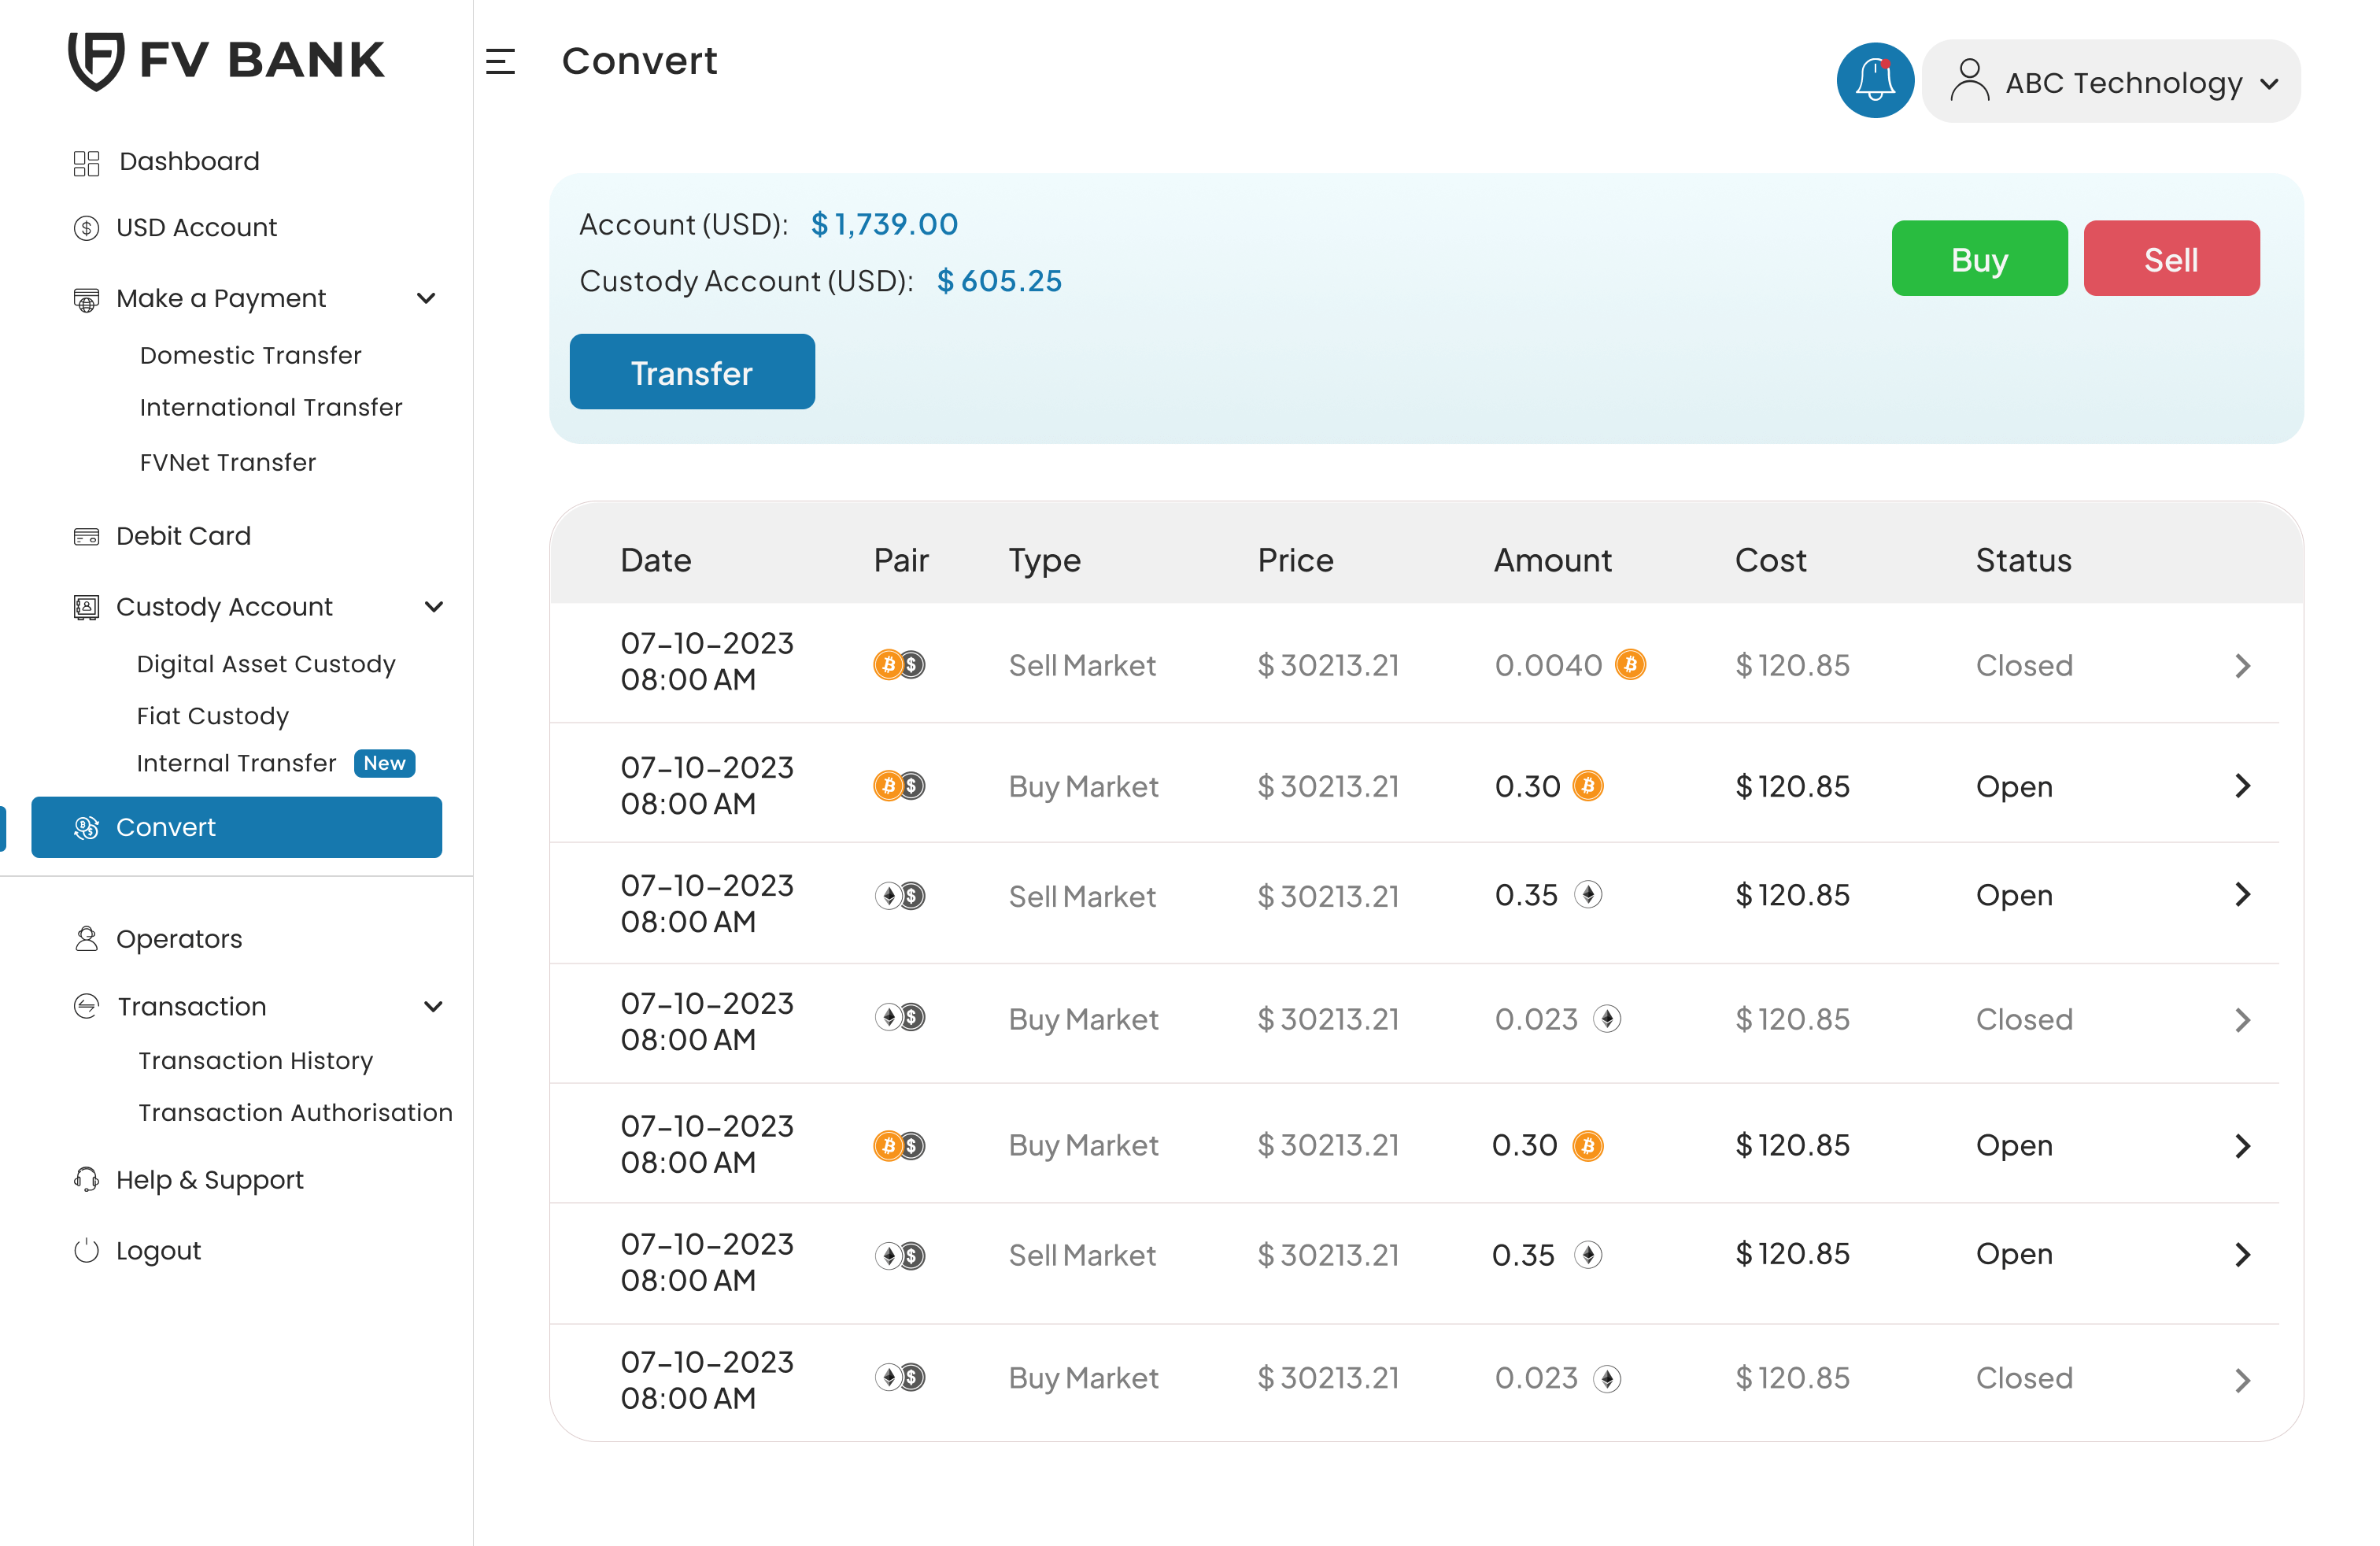 FV BANK
Dashboard
USD Account
Make a Payment
Domestic Transfer
International Transfer
FVNet Transfer
Debit Card
Custody Account
Digital Asset Custody
Fiat Custody
Internal Transfer New
Convert
Operators
Transaction
Transaction History
Transaction Authorisation
Help & Support
Logout
Convert
ABC Technology
Account (USD): $ 1,739.00
Custody Account (USD): $ 605.25
Buy Sell
Transfer
Date Pair Type Price Amount Cost Status
07-10-2023
08:00 AM
Sell Market $ 30213.21 0.0040 $ 120.85 Closed
07-10-2023
08:00 AM
Buy Market $ 30213.21 0.30 $ 120.85 Open
07-10-2023
08:00 AM
Sell Market $ 30213.21 0.35 $ 120.85 Open
07-10-2023
08:00 AM
Buy Market $ 30213.21 0.023 $ 120.85 Closed
07-10-2023
08:00 AM
Buy Market $ 30213.21 0.30 $ 120.85 Open
07-10-2023
08:00 AM
Sell Market $ 30213.21 0.35 $ 120.85 Open
07-10-2023
08:00 AM
Buy Market $ 30213.21 0.023 $ 120.85 Closed